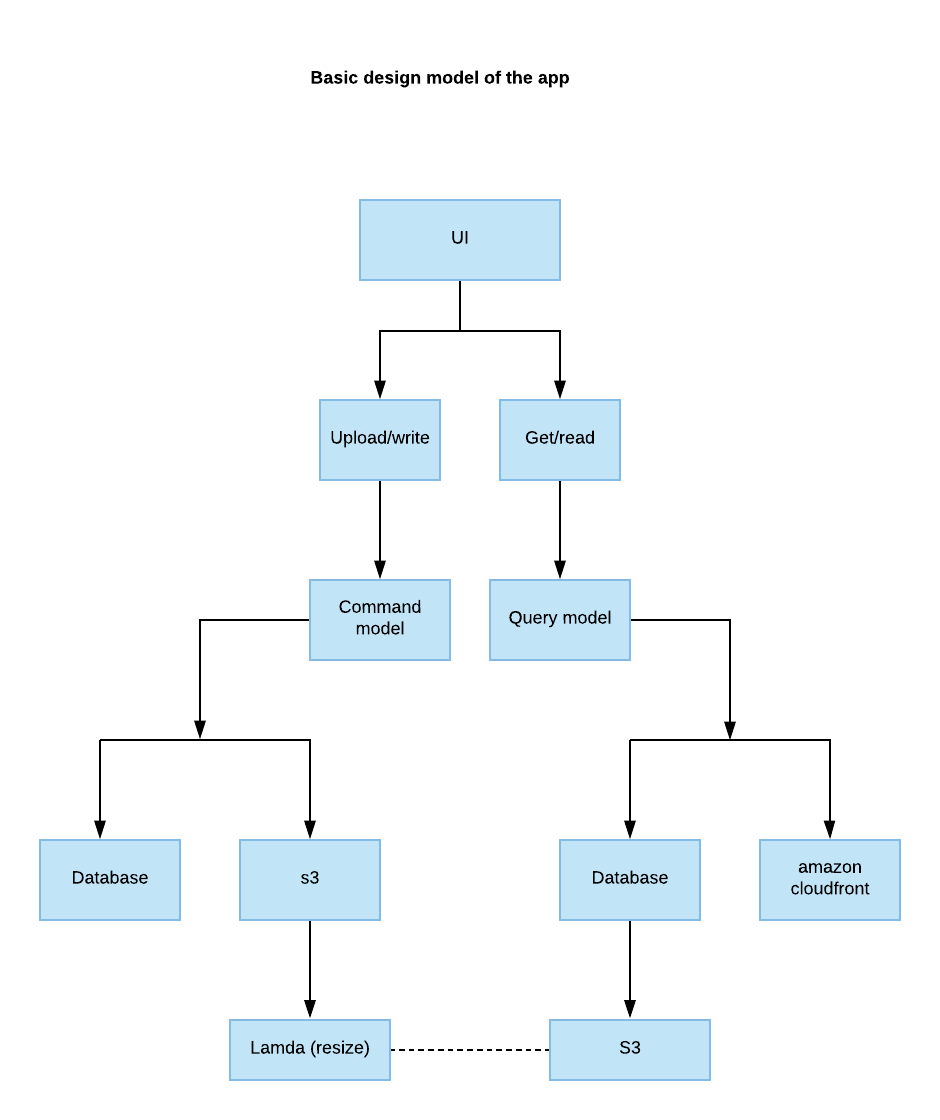 Basic design model of the app
UI
Upload/write
Get/read
Command
model
Query model
Database
s3
Database
amazon
cloudfront
Lamda (resize)
S3